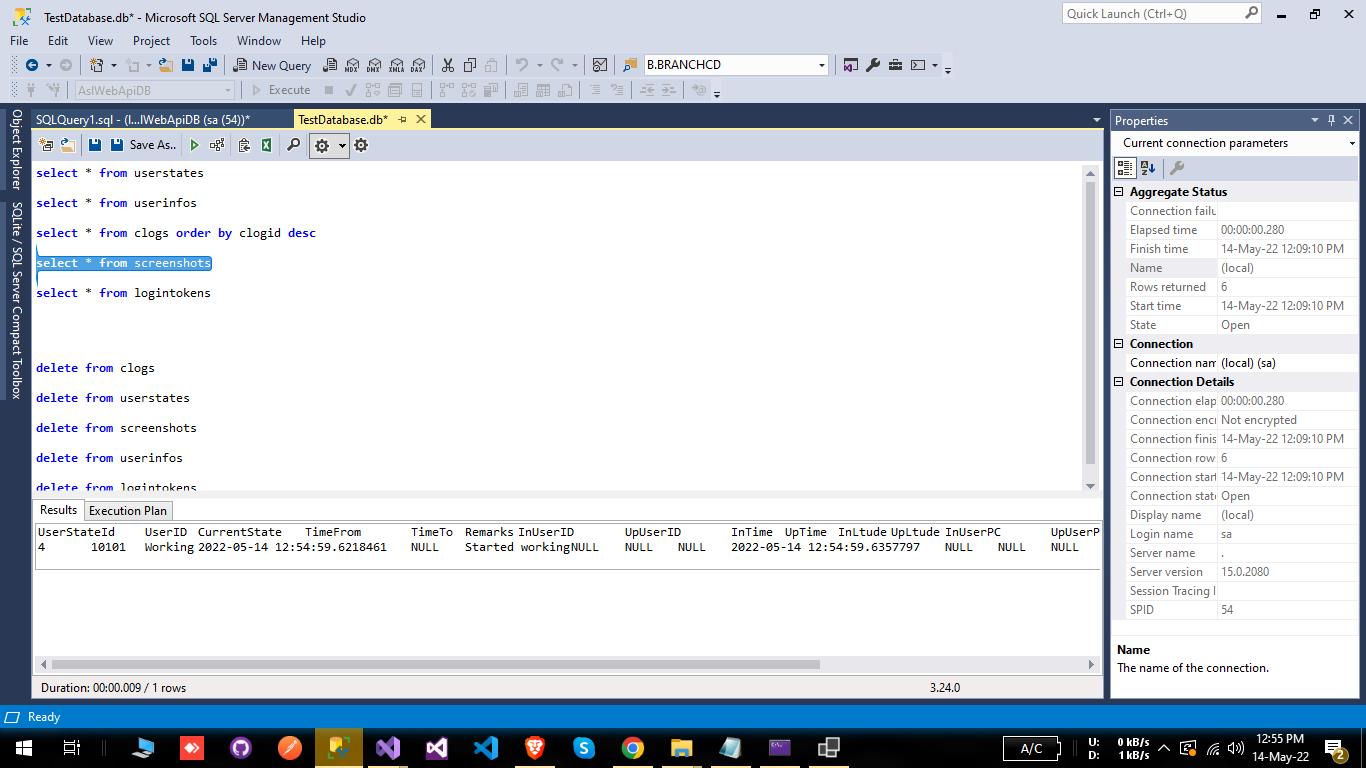 TestDatabase.db* - Microsoft SQL Server Management Studio
Quick Launch (Ctrl+Q)
File Edit View Project Tools Window Help
New Query MDX DMX XMLA DAX B.BRANCHCD
AslWebApiDB Execute
SQLQuery1.sql - (l...lWebApiDB (sa (54))* TestDatabase.db*
Object Explorer
SQLite / SQL Server Compact Toolbox
Save As..
select * from userstates
select * from userinfos
select * from clogs order by clogid desc
select * from screenshots
select * from logintokens
delete from clogs
delete from userstates
delete from screenshots
delete from userinfos
delete from logintokens
Results Execution Plan
UserStateId UserID CurrentState TimeFrom TimeTo Remarks InUserID UpUserID InTime UpTime InLtude UpLtude InUserPC UpUserP
4 10101 Working 2022-05-14 12:54:59.6218461 NULL Started workingNULL NULL NULL 2022-05-14 12:54:59.6357797 NULL NULL NULL
Duration: 00:00.009 / 1 rows 3.24.0
Properties
Current connection parameters
Aggregate Status
Connection failu
Elapsed time 00:00:00.280
Finish time 14-May-22 12:09:10 PM
Name (local)
Rows returned 6
Start time 14-May-22 12:09:10 PM
State Open
Connection
Connection nam (local) (sa)
Connection Details
Connection elap 00:00:00.280
Connection encr Not encrypted
Connection finis 14-May-22 12:09:10 PM
Connection row 6
Connection start 14-May-22 12:09:10 PM
Connection state Open
Display name (local)
Login name sa
Server name .
Server version 15.0.2080
Session Tracing I
SPID 54
Name
The name of the connection.
Ready
A/C
U: 0 kB/s
D: 1 kB/s
12:55 PM
14-May-22
2